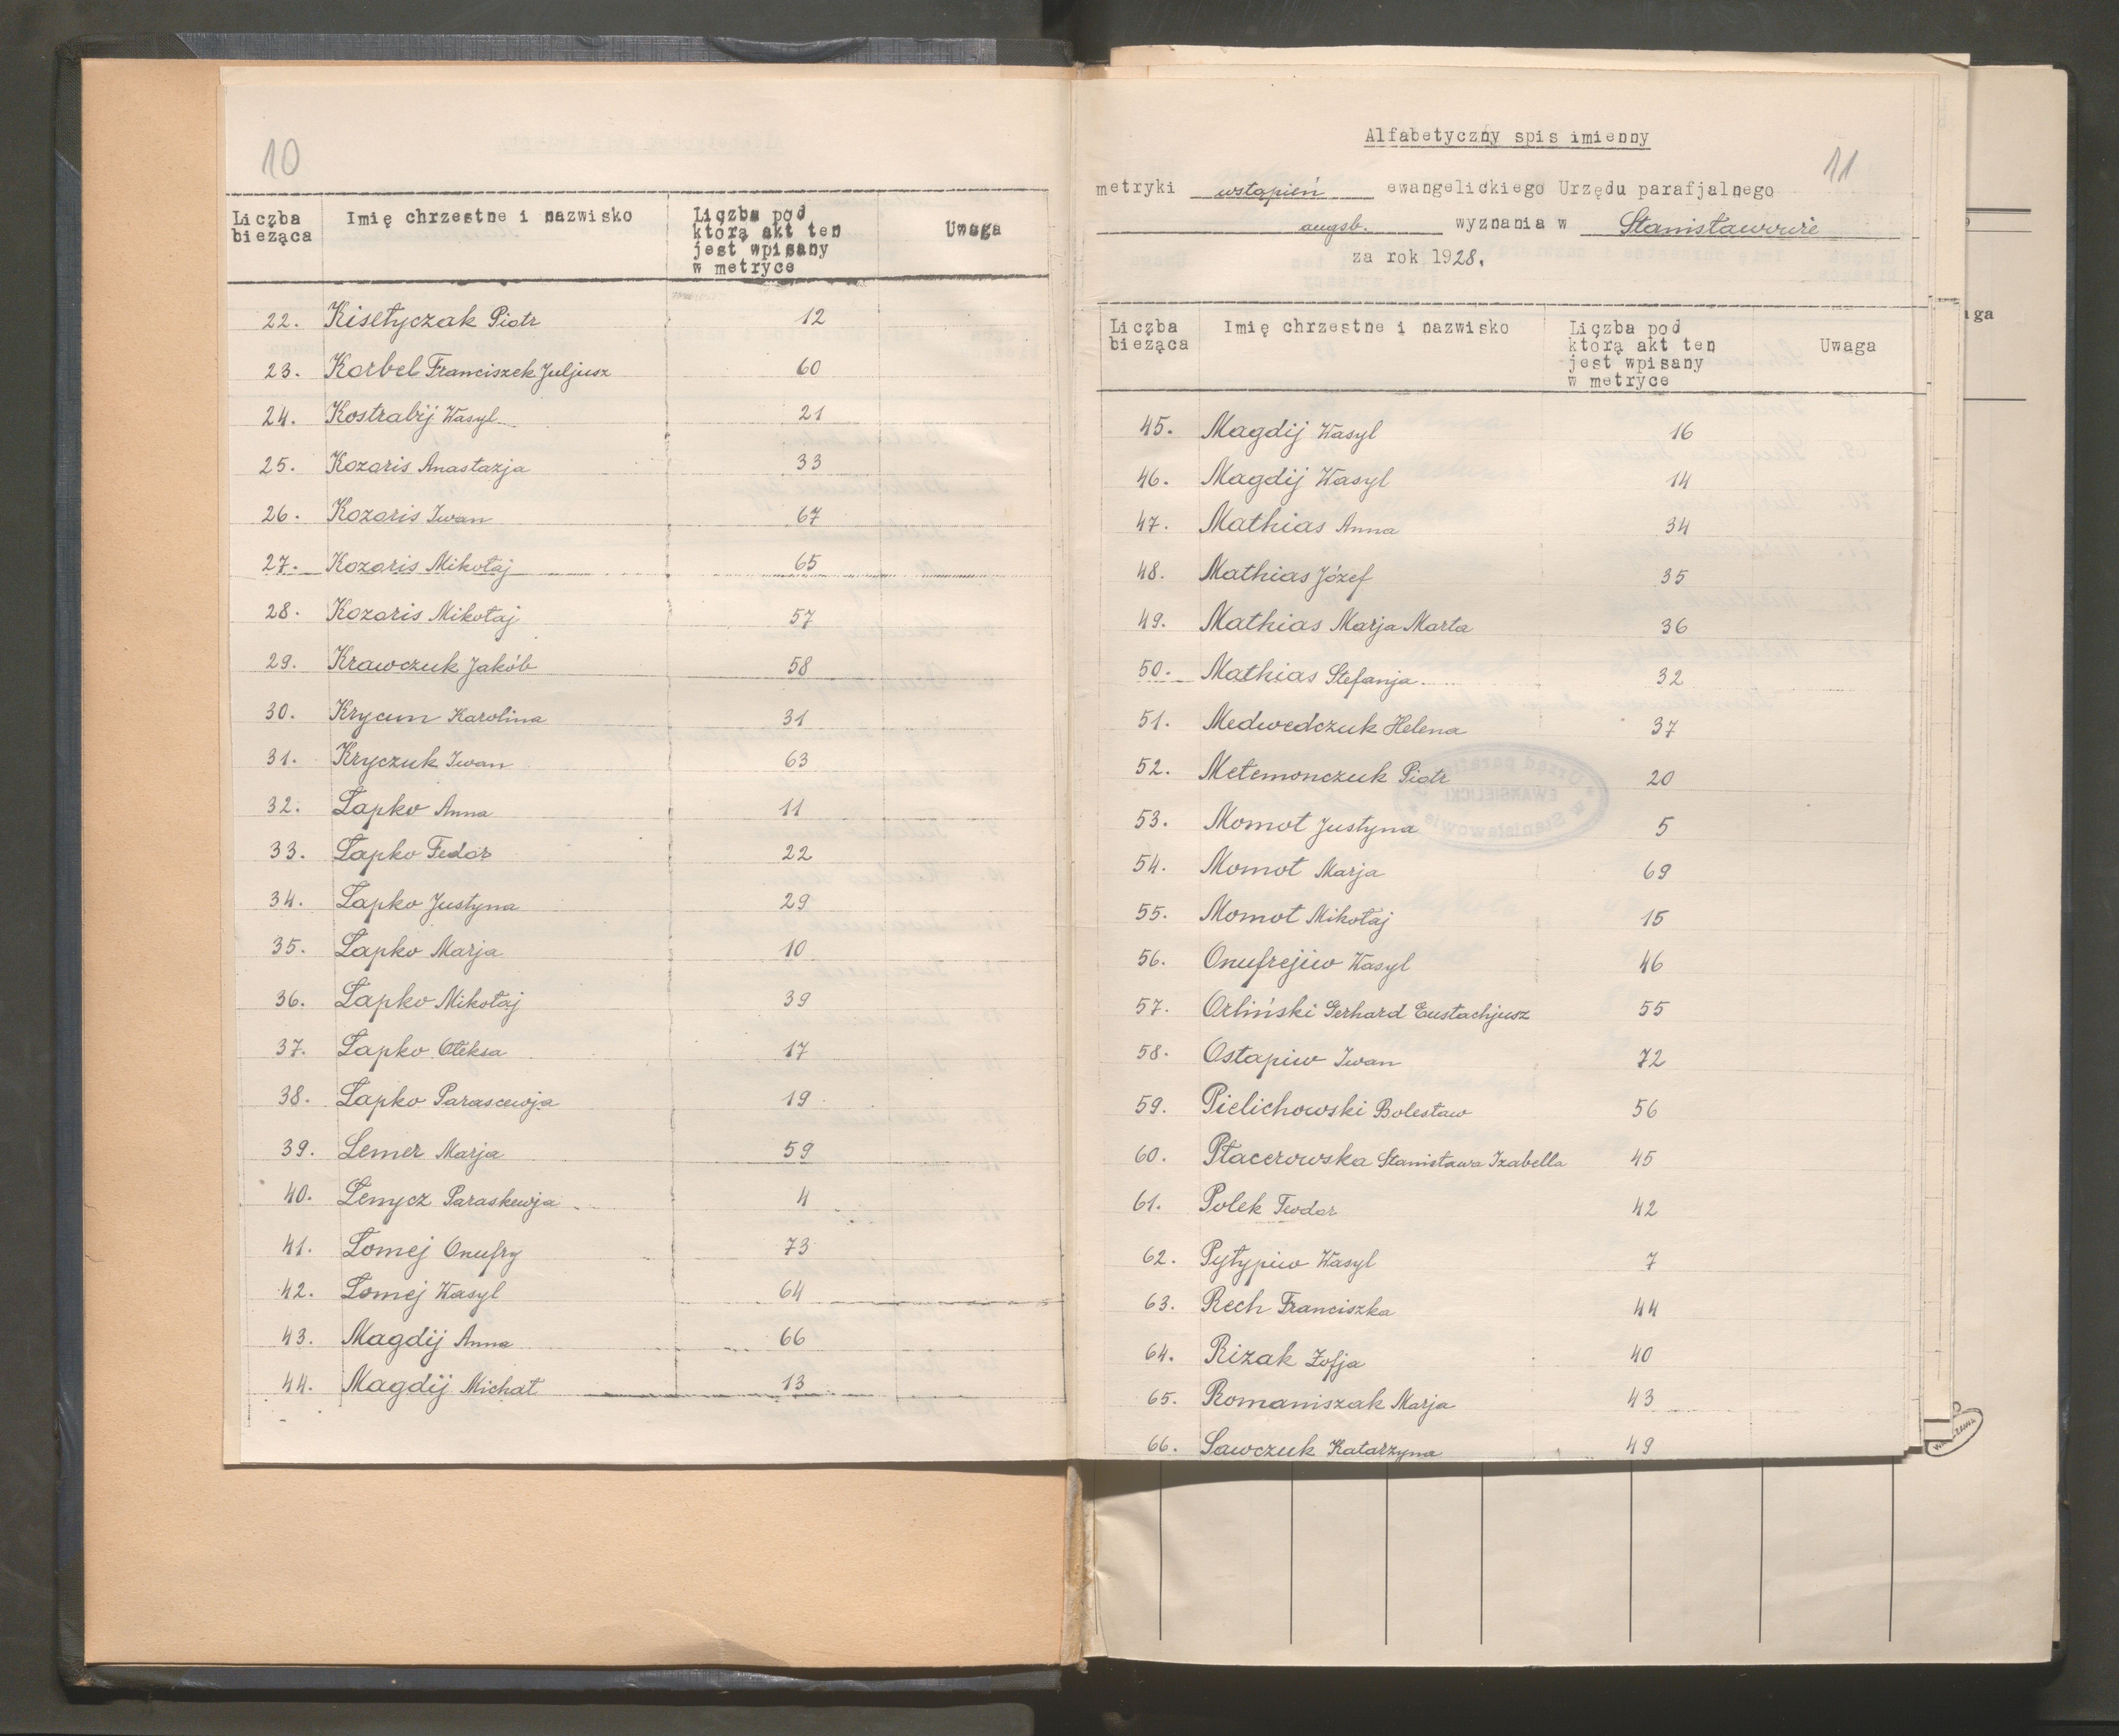 10
Liczba bieżąca Imię chrzestne i nazwisko Liczba pod którą akt ten jest wpisany w metryce Uwaga
22. Kisełyczak Piotr 12
23. Korbel Franciszek Juljusz 60
24. Kostrabij Wasyl 21
25. Kozoris Anastazja 33
26. Kozoris Iwan 67
27. Kozoris Mikołaj 65
28. Kozoris Mikołaj 57
29. Krawczuk Jakób 58
30. Krycun Karolina 31
31. Kryczuk Iwan 63
32. Łapko Anna 11
33. Łapko Fedor 22
34. Łapko Justyna 29
35. Łapko Marja 10
36. Łapko Mikołaj 39
37. Łapko Ołeksa 17
38. Łapko Parascewja 19
39. Lemer Marja 59
40. Lenycz Paraskewja 4
41. Łomej Onufry 73
42. Łomej Wasyl 64
43. Magdij Anna 66
44. Magdij Michał 13
11
Alfabetyczny spis imienny
metryki wstąpień ewangelickiego Urzędu parafjalnego
augsb. wyznania w Stanisławowie
za rok 1928.
Liczba bieżąca Imię chrzestne i nazwisko Liczba pod którą akt ten jest wpisany w metryce Uwaga
45. Magdij Wasyl 16
46. Magdij Wasyl 14
47. Mathias Anna 34
48. Mathias Józef 35
49. Mathias Marja Marta 36
50. Mathias Stefanja 32
51. Medwedczuk Helena 37
52. Metemonczuk Piotr 20
53. Momot Justyna 5
54. Momot Marja 69
55. Momot Mikołaj 15
56. Onufrejiw Wasyl 46
57. Orliński Gerhard Eustachjusz 55
58. Ostapiw Iwan 72
59. Pielichowski Bolesław 56
60. Płacerowska Stanisława Izabella 45
61. Polek Teodor 42
62. Pyłypiw Wasyl 7
63. Rech Franciszka 44
64. Rizak Zofja 40
65. Romaniszak Marja 43
66. Sawczuk Katarzyna 49